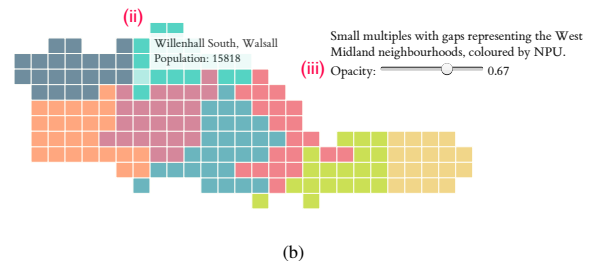 (ii)
Willenhall South, Walsall
Population: 15818
Small multiples with gaps representing the West
Midland neighbourhoods, coloured by NPU.
(iii) Opacity: 0.67
(b)